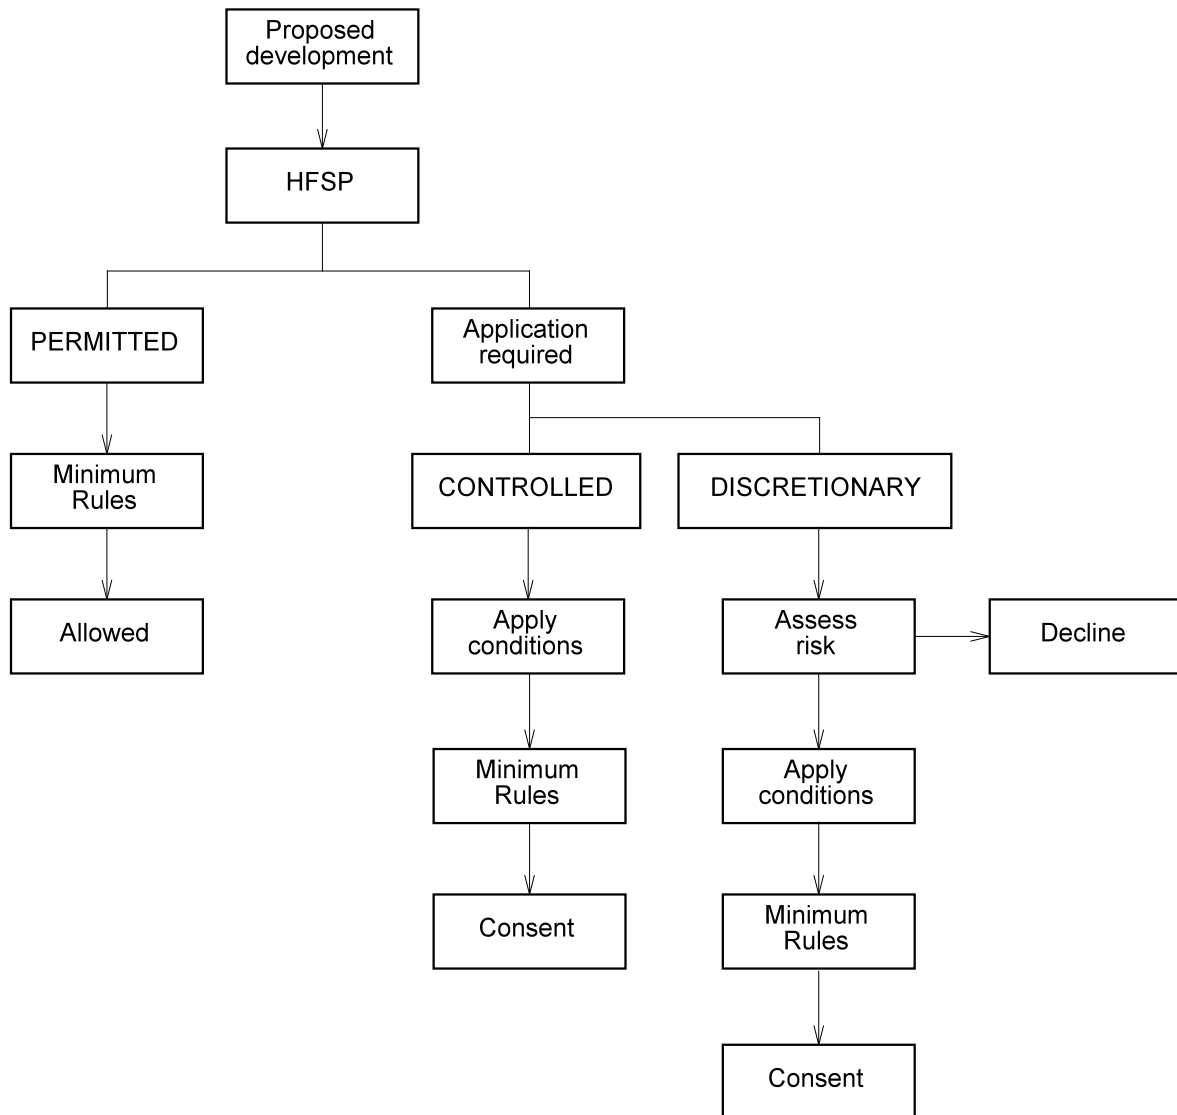 Proposed
development
HFSP
PERMITTED
Application
required
Minimum
Rules
CONTROLLED
DISCRETIONARY
Allowed
Apply
conditions
Assess
risk
Decline
Minimum
Rules
Apply
conditions
Consent
Minimum
Rules
Consent